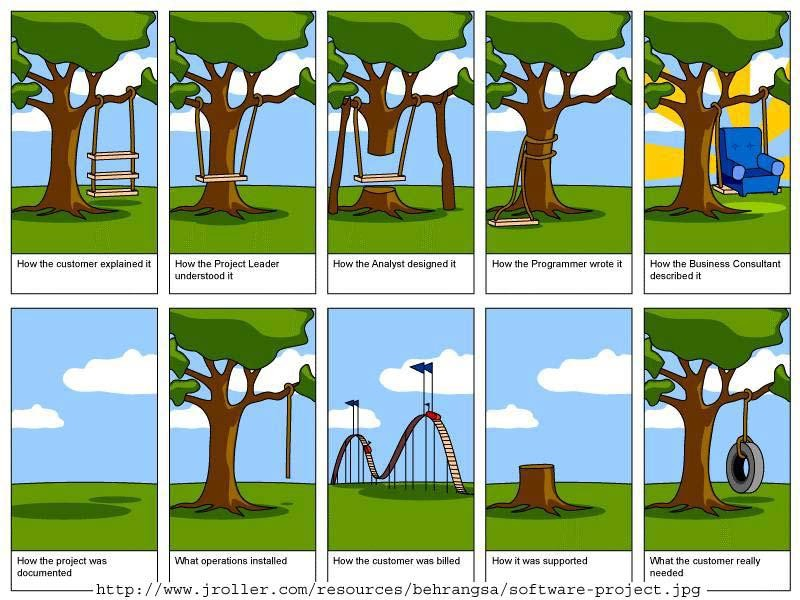 How the customer explained it
How the Project Leader
understood it
How the Analyst designed it
How the Programmer wrote it
How the Business Consultant
described it
How the project was
documented
What operations installed
How the customer was billed
How it was supported
What the customer really
needed
http://www.jroller.com/resources/behrangsa/software-project.jpg